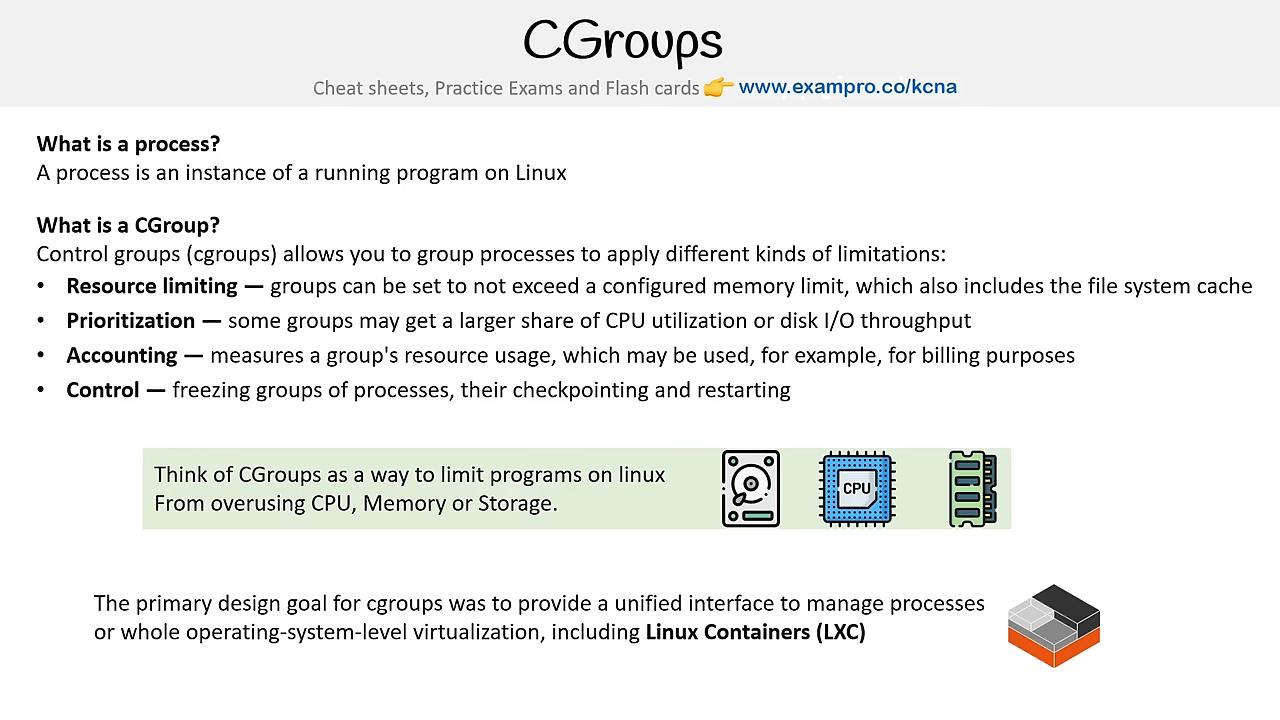 CGroups
Cheat sheets, Practice Exams and Flash cards 👉 www.exampro.co/kcna
What is a process?
A process is an instance of a running program on Linux
What is a CGroup?
Control groups (cgroups) allows you to group processes to apply different kinds of limitations:
• Resource limiting — groups can be set to not exceed a configured memory limit, which also includes the file system cache
• Prioritization — some groups may get a larger share of CPU utilization or disk I/O throughput
• Accounting — measures a group's resource usage, which may be used, for example, for billing purposes
• Control — freezing groups of processes, their checkpointing and restarting
Think of CGroups as a way to limit programs on linux
From overusing CPU, Memory or Storage.
CPU
The primary design goal for cgroups was to provide a unified interface to manage processes
or whole operating-system-level virtualization, including Linux Containers (LXC)